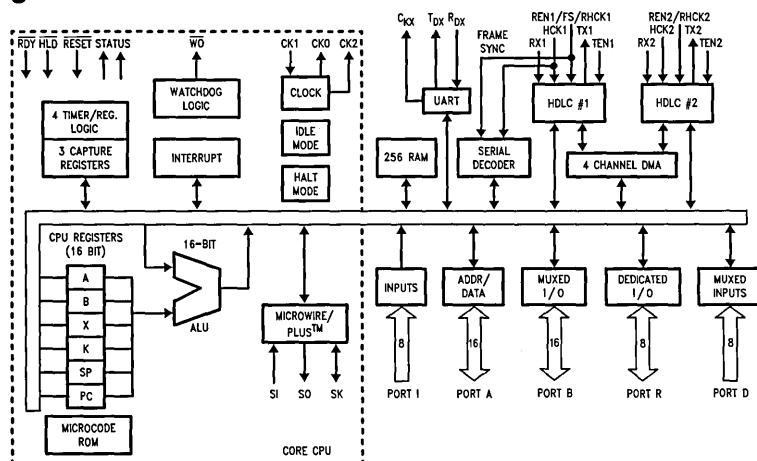 RDY HLD RESET STATUS
WO
CK1 CKO CK2
CKX TDX RDX
FRAME
SYNC
REN1/FS/RHCK1
HCK1
RX1 TX1 TEN1
REN2/RHCK2
HCK2
RX2 TX2 TEN2
4 TIMER/REG.
LOGIC
3 CAPTURE
REGISTERS
WATCHDOG
LOGIC
INTERRUPT
CLOCK
IDLE
MODE
HALT
MODE
UART
256 RAM
SERIAL
DECODER
HDLC #1
HDLC #2
4 CHANNEL DMA
CPU REGISTERS
(16 BIT)
A
B
X
K
SP
PC
MICROCODE
ROM
16-BIT
ALU
MICROWIRE/
PLUS™
SI SO SK
CORE CPU
INPUTS
ADDR/
DATA
MUXED
I/O
DEDICATED
I/O
MUXED
INPUTS
8 16 16 8 8
PORT I PORT A PORT B PORT R PORT D